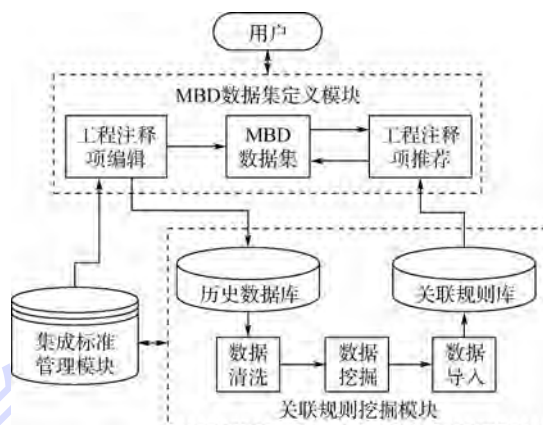 用户
MBD数据集定义模块
工程注释
项编辑
MBD
数据集
工程注释
项推荐
历史数据库
关联规则库
集成标准
管理模块
数据
清洗
数据
挖掘
数据
导入
关联规则挖掘模块